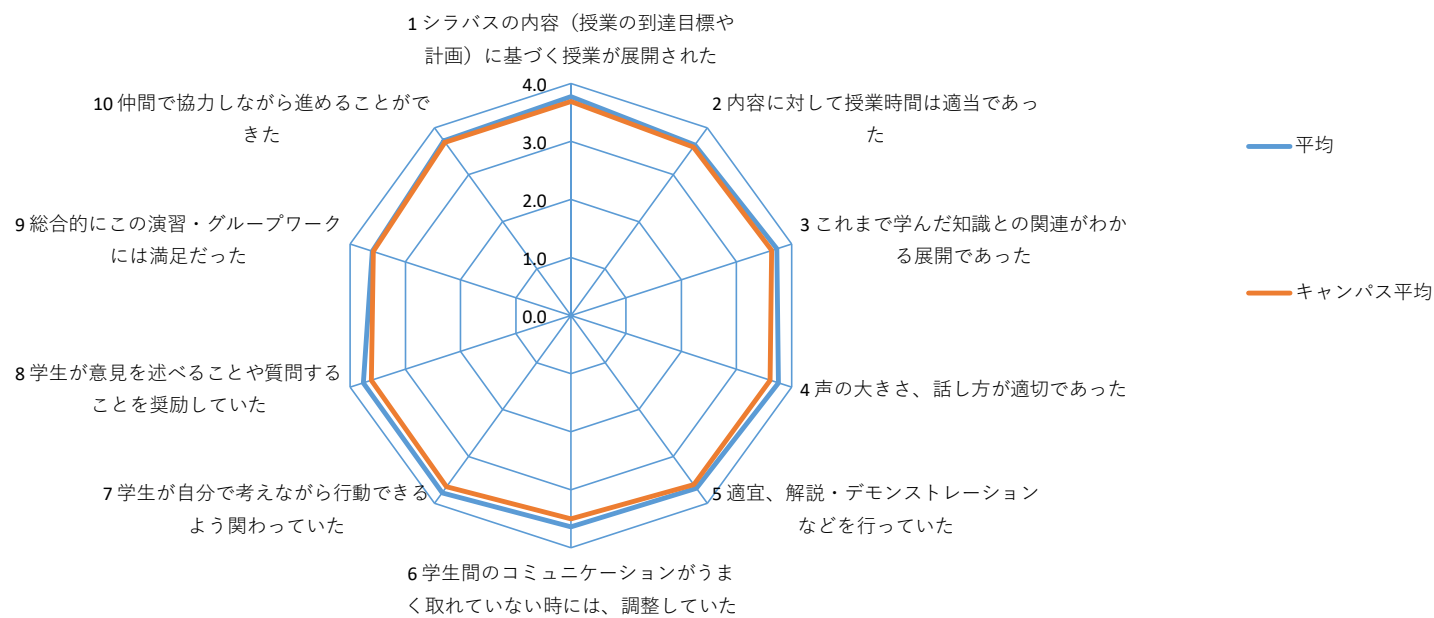 1 シラバスの内容（授業の到達目標や
計画）に基づく授業が展開された
2 内容に対して授業時間は適当であっ
た
3 これまで学んだ知識との関連がわか
る展開であった
4 声の大きさ、話し方が適切であった
5 適宜、解説・デモンストレーション
などを行っていた
6 学生間のコミュニケーションがうま
く取れていない時には、調整していた
7 学生が自分で考えながら行動できる
よう関わっていた
8 学生が意見を述べることや質問する
ことを奨励していた
9 総合的にこの演習・グループワーク
には満足だった
10 仲間で協力しながら進めることがで
きた
4.0
3.0
2.0
1.0
0.0
平均
キャンパス平均